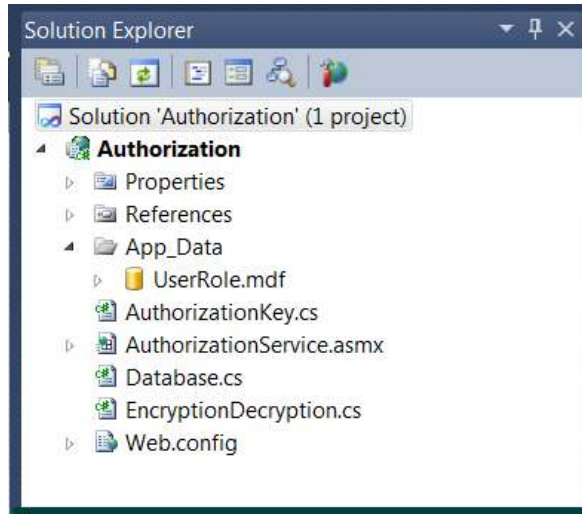 Solution Explorer
Solution 'Authorization' (1 project)
Authorization
Properties
References
App_Data
UserRole.mdf
AuthorizationKey.cs
AuthorizationService.asmx
Database.cs
EncryptionDecryption.cs
Web.config